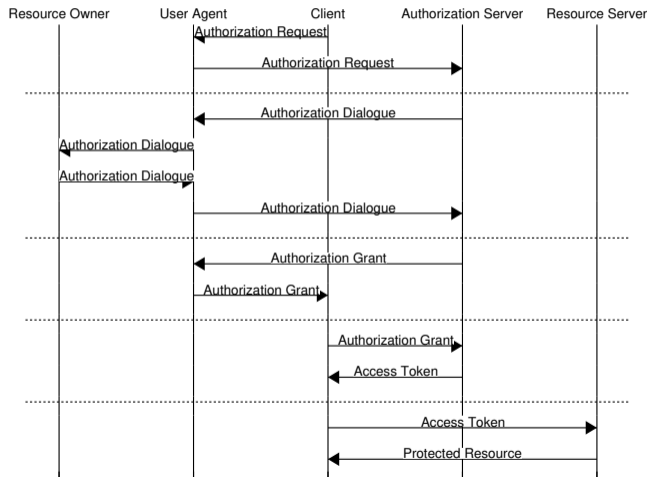 Resource Owner User Agent Client Authorization Server Resource Server
Authorization Request
Authorization Request
Authorization Dialogue
Authorization Dialogue
Authorization Dialogue
Authorization Dialogue
Authorization Grant
Authorization Grant
Authorization Grant
Access Token
Access Token
Protected Resource